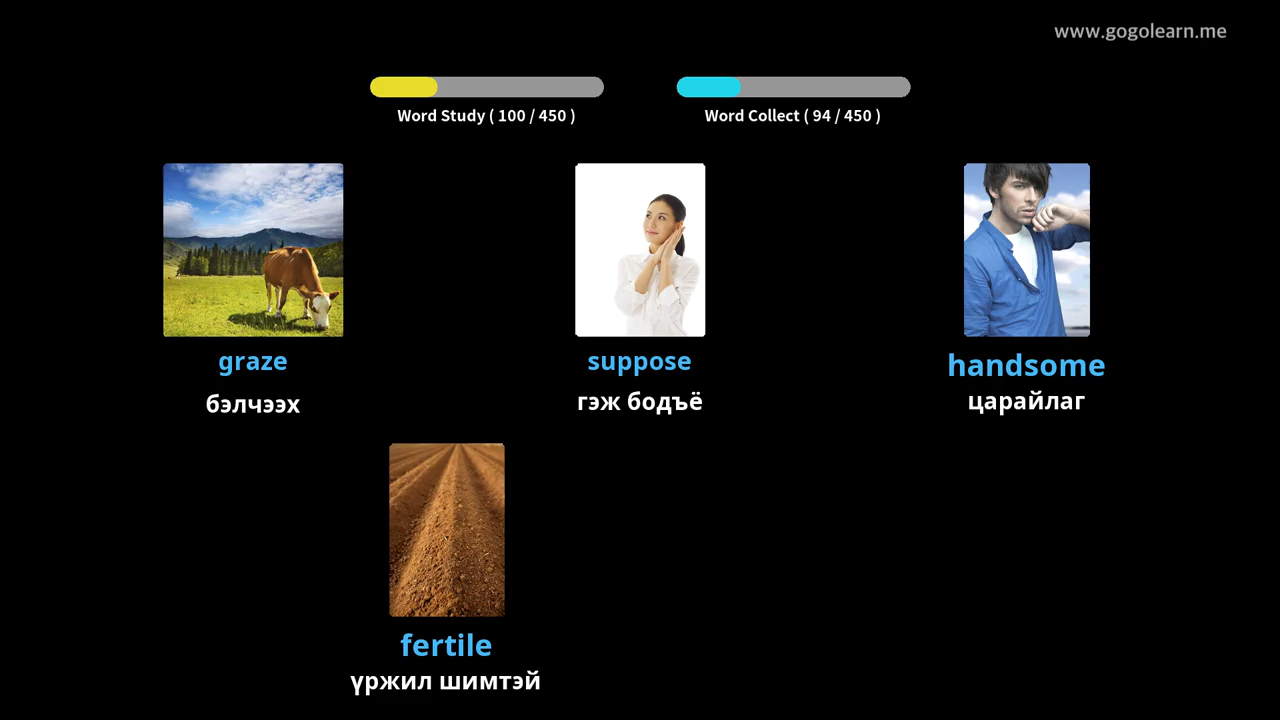 www.gogolearn.me
Word Study ( 100 / 450 )
Word Collect ( 94 / 450 )
graze
бэлчээх
suppose
гэж бодъё
handsome
царайлаг
fertile
үржил шимтэй